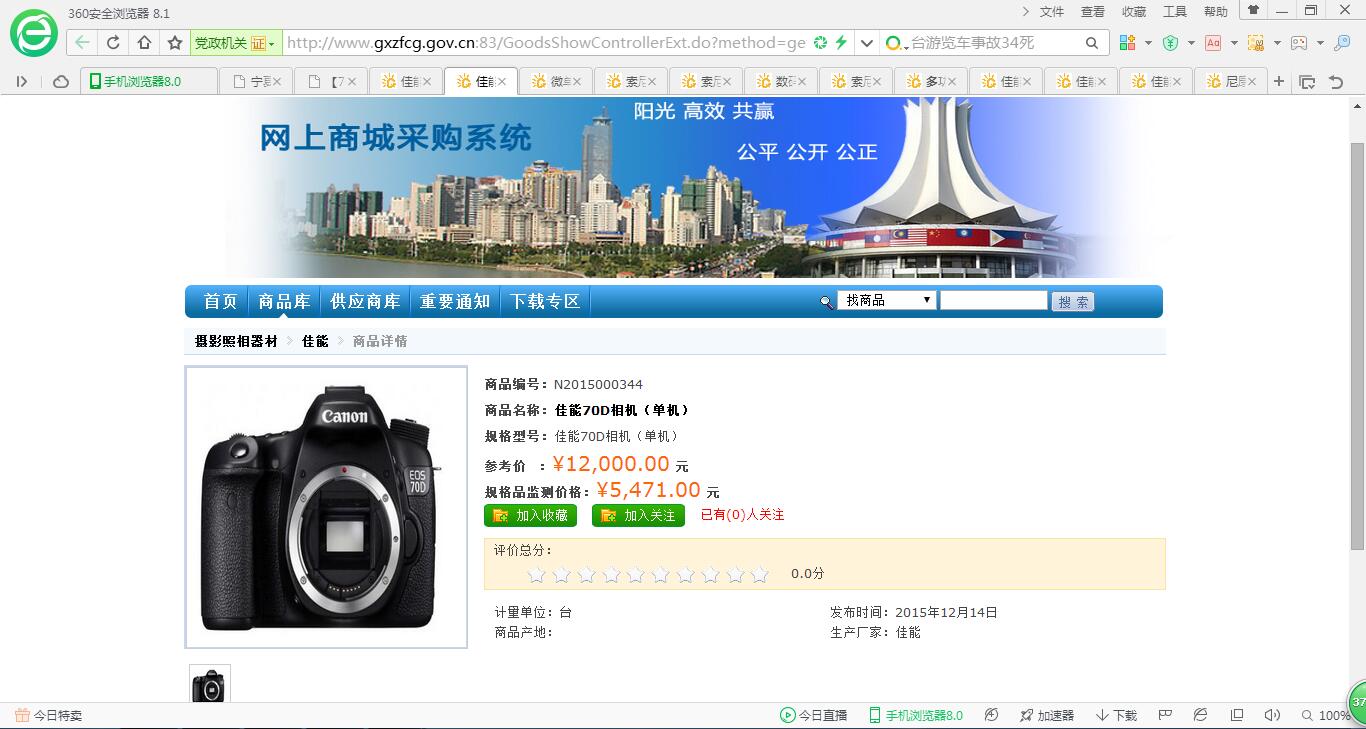 360安全浏览器 8.1
文件 查看 收藏 工具 帮助
党政机关 证
http://www.gxzfcg.gov.cn:83/GoodsShowControllerExt.do?method=ge
台游览车事故34死
手机浏览器8.0
【7
佳能
佳能
数码
多功
佳能
佳能
佳能
网上商城采购系统
阳光 高效 共赢
公平 公开 公正
首页 商品库 供应商库 重要通知 下载专区
找商品
搜 索
摄影照相器材 佳能 商品详情
Canon
EOS
70D
商品编号：N2015000344
商品名称：佳能70D相机（单机）
规格型号：佳能70D相机（单机）
参考价 ：¥12,000.00 元
规格品监测价格：¥5,471.00 元
加入收藏 加入关注 已有(0)人关注
评价总分：
0.0分
计量单位：台 发布时间：2015年12月14日
商品产地： 生产厂家：佳能
37
今日特卖
今日直播 手机浏览器8.0 加速器 下载 100%